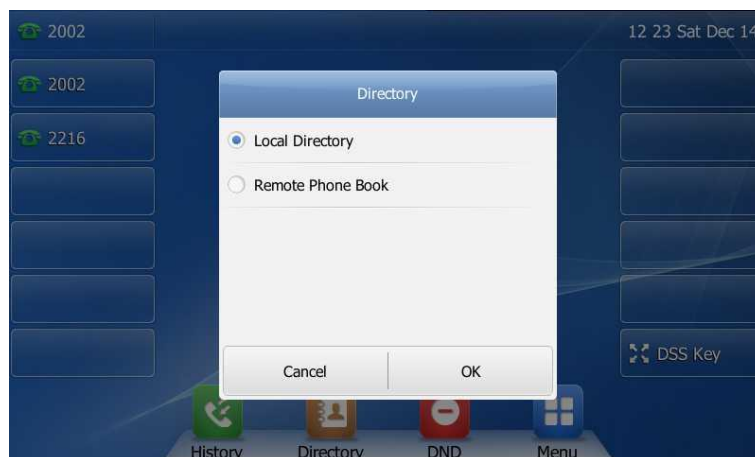 2002
12 23 Sat Dec 14
2002
2216
Directory
Local Directory
Remote Phone Book
DSS Key
Cancel OK
History Directory DND Menu